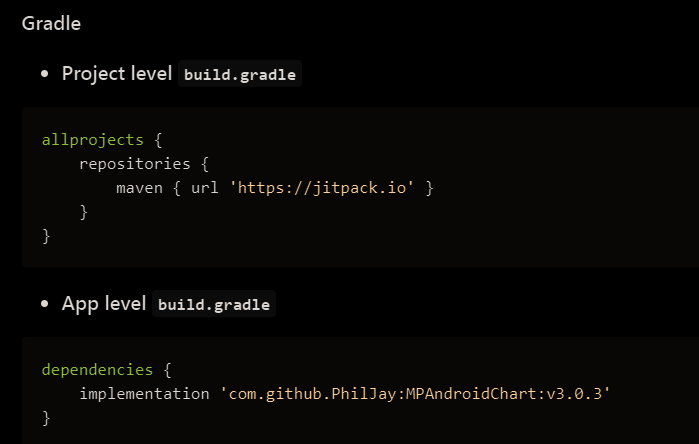 Gradle
• Project level build.gradle
allprojects {
    repositories {
        maven { url 'https://jitpack.io' }
    }
}
• App level build.gradle
dependencies {
    implementation 'com.github.PhilJay:MPAndroidChart:v3.0.3'
}